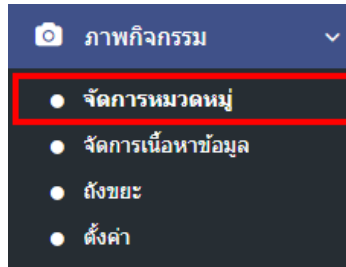 ภาพกิจกรรม
จัดการหมวดหมู่
จัดการเนื้อหาข้อมูล
ถังขยะ
ตั้งค่า